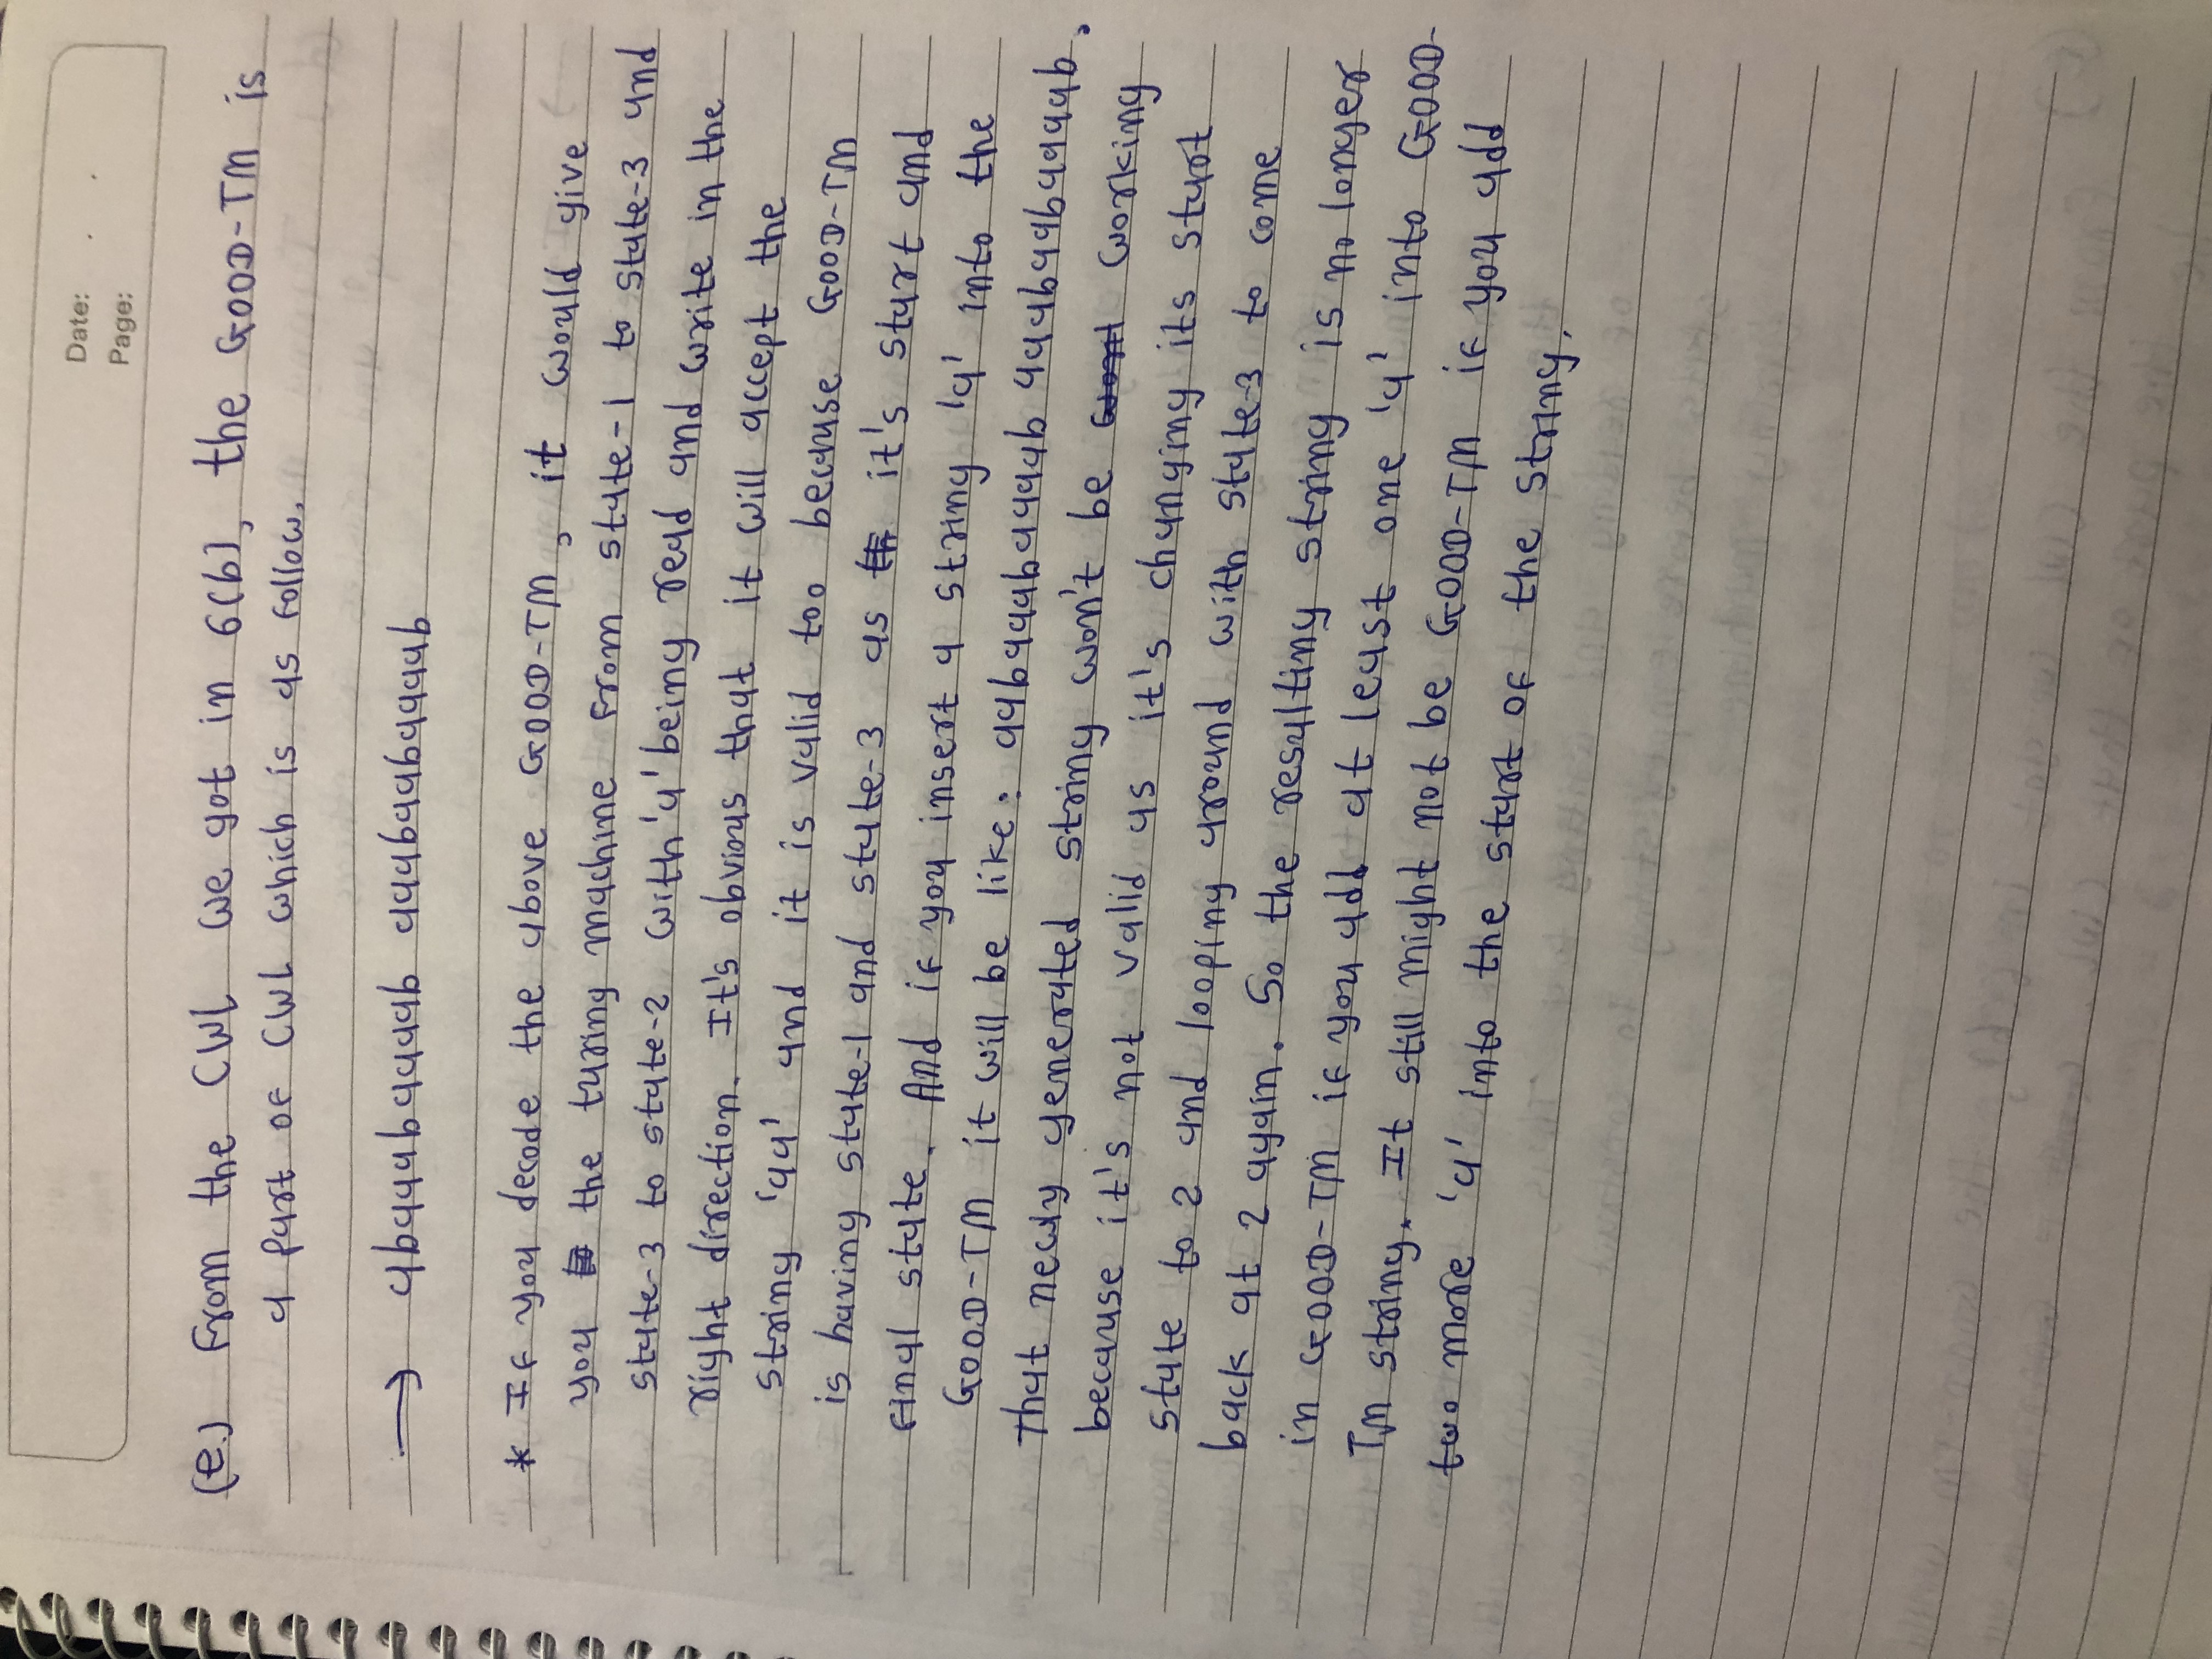 Date: . .
Page:
(e.) From the CWL we got in 6(b), the GOOD-TM is
a part of CWL which is as follow.
→ abaaabaaaab aaabaabaaaab
* If you decode the above GOOD-TM, it would give
you the turing machine from state-1 to state-3 and
state-3 to state-2 with 'a' being read and write in the
right direction. It's obvious that it will accept the
string 'aa' and it is valid too because GOOD-TM
is having state-1 and state-3 as it's start and
final state. And if you insert a string 'a' into the
GOOD-TM it will be like: aabaaabaaaab aaabaabaaaab.
That newly generated string won't be working
because it's not valid as it's changing its start
state to 2 and looping around with state-3 to come
back at 2 again. So the resulting string is no longer
in GOOD-TM if you add at least one 'a' into GOOD-
TM string. It still might not be GOOD-TM if you add
two more 'a' into the start of the string.